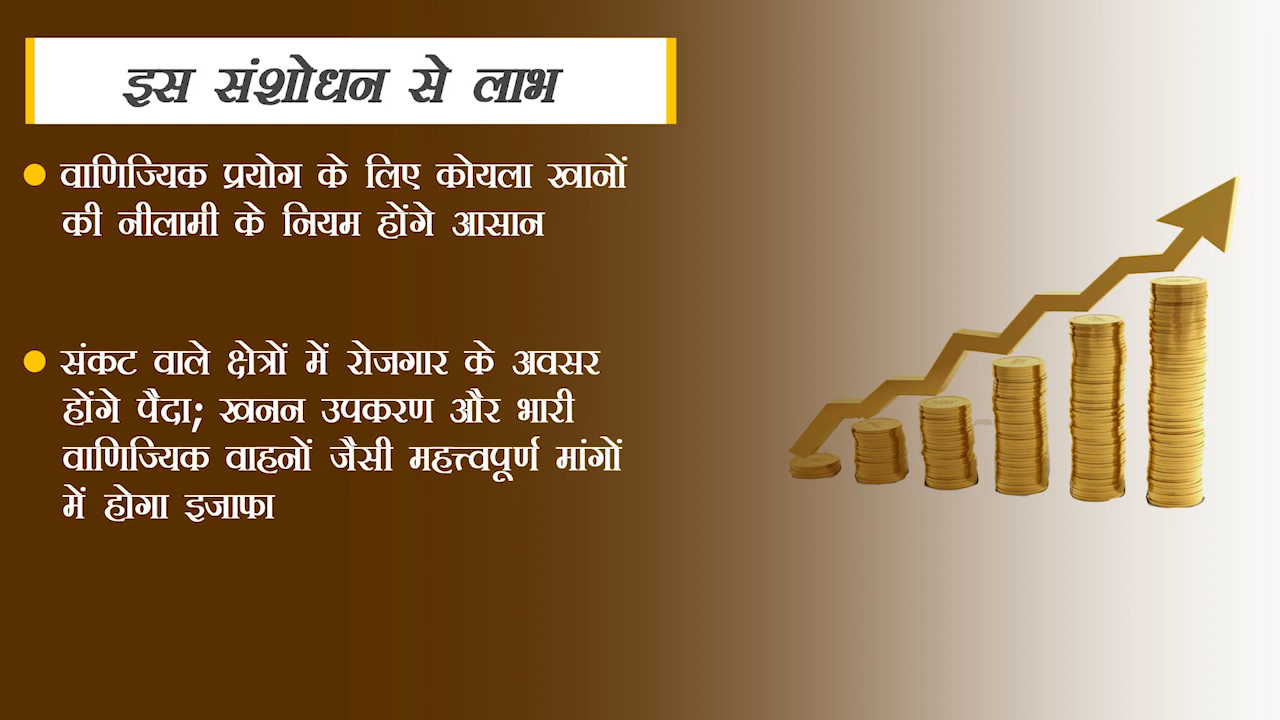 इस संशोधन से लाभ
वाणिज्यिक प्रयोग के लिए कोयला खानों
की नीलामी के नियम होंगे आसान
संकट वाले क्षेत्रों में रोजगार के अवसर
होंगे पैदा; खनन उपकरण और भारी
वाणिज्यिक वाहनों जैसी महत्त्वपूर्ण मांगों
में होगा इजाफा